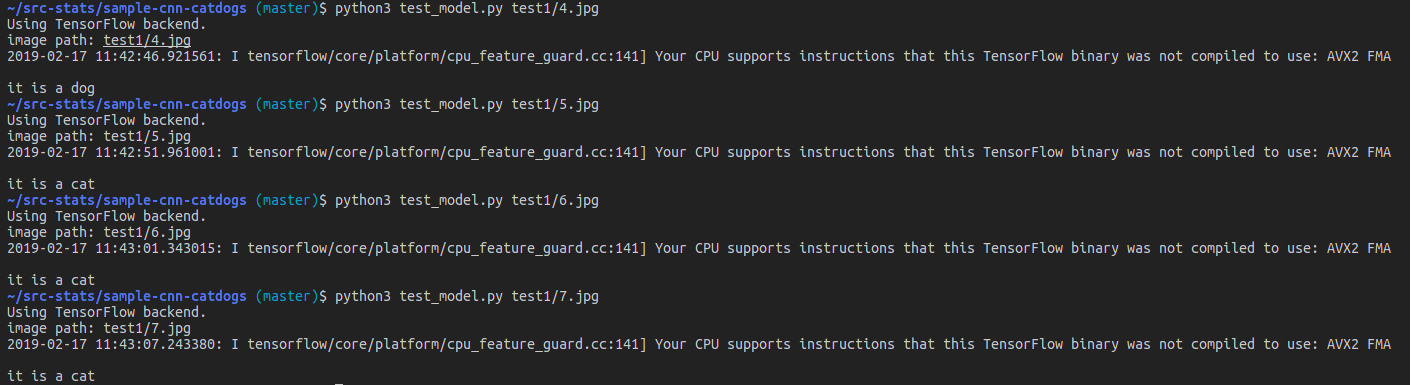 ~/src-stats/sample-cnn-catdogs (master)$ python3 test_model.py test1/4.jpg
Using TensorFlow backend.
image path: test1/4.jpg
2019-02-17 11:42:46.921561: I tensorflow/core/platform/cpu_feature_guard.cc:141] Your CPU supports instructions that this TensorFlow binary was not compiled to use: AVX2 FMA
it is a dog
~/src-stats/sample-cnn-catdogs (master)$ python3 test_model.py test1/5.jpg
Using TensorFlow backend.
image path: test1/5.jpg
2019-02-17 11:42:51.961001: I tensorflow/core/platform/cpu_feature_guard.cc:141] Your CPU supports instructions that this TensorFlow binary was not compiled to use: AVX2 FMA
it is a cat
~/src-stats/sample-cnn-catdogs (master)$ python3 test_model.py test1/6.jpg
Using TensorFlow backend.
image path: test1/6.jpg
2019-02-17 11:43:01.343015: I tensorflow/core/platform/cpu_feature_guard.cc:141] Your CPU supports instructions that this TensorFlow binary was not compiled to use: AVX2 FMA
it is a cat
~/src-stats/sample-cnn-catdogs (master)$ python3 test_model.py test1/7.jpg
Using TensorFlow backend.
image path: test1/7.jpg
2019-02-17 11:43:07.243380: I tensorflow/core/platform/cpu_feature_guard.cc:141] Your CPU supports instructions that this TensorFlow binary was not compiled to use: AVX2 FMA
it is a cat